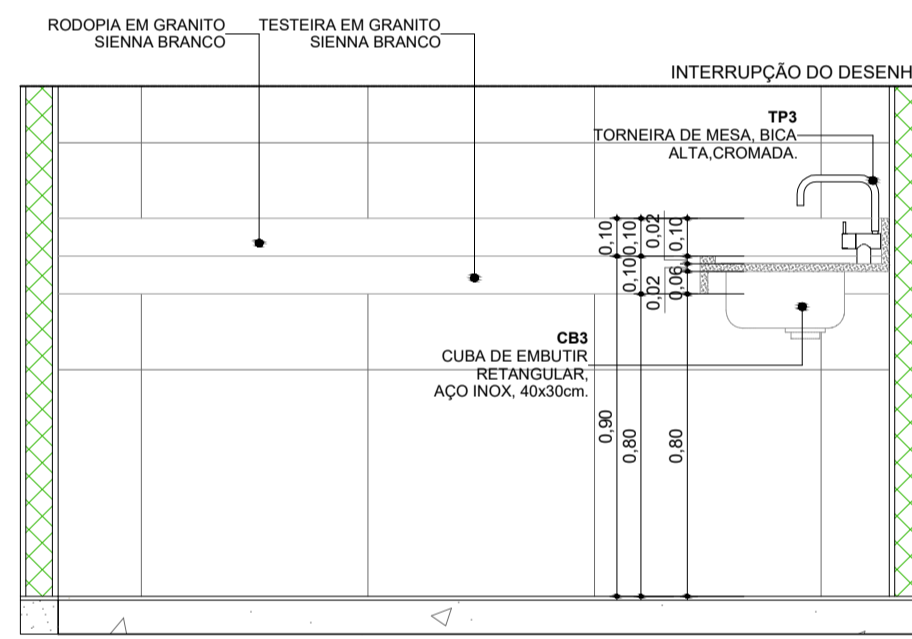 RODOPIA EM GRANITO
SIENNA BRANCO
TESTEIRA EM GRANITO
SIENNA BRANCO
INTERRUPÇÃO DO DESENH
TP3
TORNEIRA DE MESA, BICA
ALTA,CROMADA.
0,10
0,10
0,02
0,10
0,10
0,02
0,06
CB3
CUBA DE EMBUTIR
RETANGULAR,
AÇO INOX, 40x30cm.
0,90
0,80
0,80